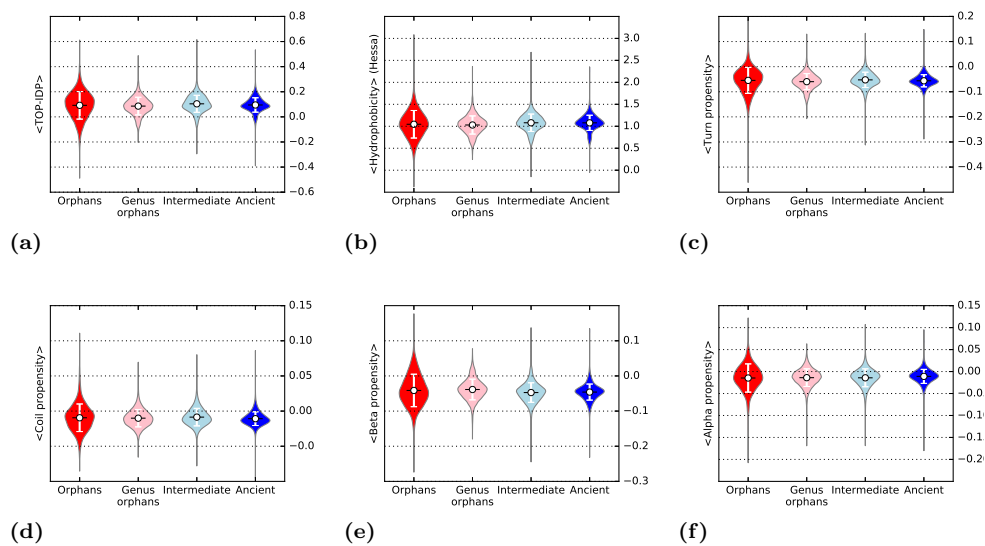 <TOP-IDP>
0.8
0.6
0.4
0.2
0.0
−0.2
−0.4
−0.6
Orphans Genus orphans Intermediate Ancient
(a)
<Hydrophobicity> (Hessa)
3.0
2.5
2.0
1.5
1.0
0.5
0.0
Orphans Genus orphans Intermediate Ancient
(b)
<Turn propensity>
0.2
0.1
−0.0
−0.1
−0.2
−0.3
−0.4
−0.5
Orphans Genus orphans Intermediate Ancient
(c)
<Coil propensity>
0.15
0.10
0.05
0.00
−0.0
Orphans Genus orphans Intermediate Ancient
(d)
<Beta propensity>
0.1
0.0
−0.1
−0.2
−0.3
Orphans Genus orphans Intermediate Ancient
(e)
<Alpha propensity>
0.15
0.10
0.05
0.00
−0.05
−0.10
−0.15
−0.20
Orphans Genus orphans Intermediate Ancient
(f)